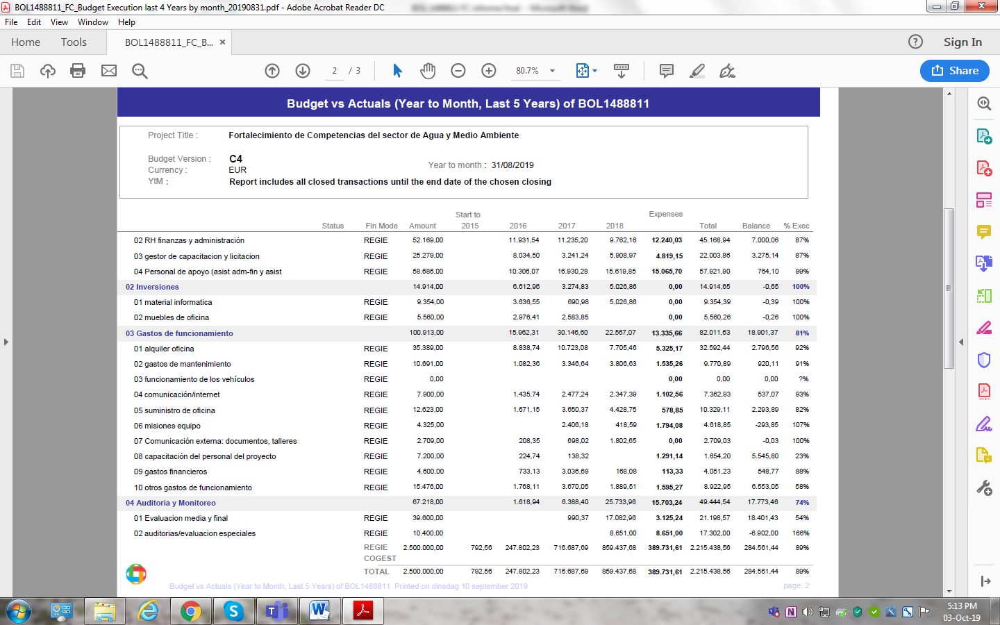 BOL1488811_FC_Budget Execution last 4 Years by month_20190831.pdf - Adobe Acrobat Reader DC
File Edit View Window Help
Home Tools BOL1488811_FC_B... × Sign In
2 / 3 80.7% Share
Budget vs Actuals (Year to Month, Last 5 Years) of BOL1488811
Project Title : Fortalecimiento de Competencias del sector de Agua y Medio Ambiente
Budget Version : C4
Currency : EUR Year to month : 31/08/2019
YtM : Report includes all closed transactions until the end date of the chosen closing
Start to Expenses
Status Fin Mode Amount 2015 2016 2017 2018 Total Balance % Exec
02 RH finanzas y administración REGIE 52.169,00 11.931,54 11.235,20 9.762,16 12.240,03 45.168,94 7.000,06 87%
03 gestor de capacitacion y licitacion REGIE 25.279,00 8.034,50 3.241,24 5.908,97 4.819,15 22.003,86 3.275,14 87%
04 Personal de apoyo (asist adm-fin y asist REGIE 58.686,00 10.306,07 16.930,28 15.619,85 15.065,70 57.921,90 764,10 99%
02 Inversiones 14.914,00 6.612,96 3.274,83 5.026,86 0,00 14.914,65 -0,65 100%
01 material informatica REGIE 9.354,00 3.636,55 690,98 5.026,86 0,00 9.354,39 -0,39 100%
02 muebles de oficina REGIE 5.560,00 2.976,41 2.583,85 0,00 5.560,26 -0,26 100%
03 Gastos de funcionamiento 100.913,00 15.962,31 30.146,60 22.567,07 13.335,66 82.011,63 18.901,37 81%
01 alquiler oficina REGIE 35.389,00 8.838,74 10.723,08 7.705,46 5.325,17 32.592,44 2.796,56 92%
02 gastos de mantenimiento REGIE 10.691,00 1.082,36 3.346,64 3.806,63 1.535,26 9.770,89 920,11 91%
03 funcionamiento de los vehículos REGIE 0,00 0,00 0,00 0,00 ?%
04 comunicación/internet REGIE 7.900,00 1.435,74 2.477,24 2.347,39 1.102,56 7.362,93 537,07 93%
05 suministro de oficina REGIE 12.623,00 1.671,15 3.650,37 4.428,75 578,85 10.329,11 2.293,89 82%
06 misiones equipo REGIE 4.325,00 2.406,18 418,59 1.794,08 4.618,85 -293,85 107%
07 Comunicación externa: documentos, talleres REGIE 2.709,00 208,35 698,02 1.802,65 0,00 2.709,03 -0,03 100%
08 capacitación del personal del proyecto REGIE 7.200,00 224,74 138,32 1.291,14 1.654,20 5.545,80 23%
09 gastos financieros REGIE 4.600,00 733,13 3.036,69 168,08 113,33 4.051,23 548,77 88%
10 otros gastos de funcionamiento REGIE 15.476,00 1.768,11 3.670,05 1.889,51 1.595,27 8.922,95 6.553,05 58%
04 Auditoria y Monitoreo 67.218,00 1.618,94 6.388,40 25.733,96 15.703,24 49.444,54 17.773,46 74%
01 Evaluacion media y final REGIE 39.600,00 990,37 17.082,96 3.125,24 21.198,57 18.401,43 54%
02 auditorias/evaluacion especiales REGIE 10.400,00 8.651,00 8.651,00 17.302,00 -6.902,00 166%
REGIE 2.500.000,00 792,56 247.802,23 716.687,69 859.437,68 389.731,61 2.215.438,56 284.561,44 89%
COGEST
TOTAL 2.500.000,00 792,56 247.802,23 716.687,69 859.437,68 389.731,61 2.215.438,56 284.561,44 89%
Budget vs Actuals (Year to Month, Last 5 Years) of BOL1488811 Printed on dinsdag 10 september 2019 page: 2
5:13 PM
03-Oct-19